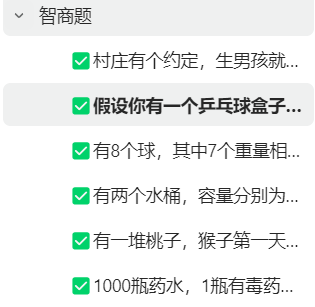 智商题
村庄有个约定，生男孩就...
假设你有一个乒乓球盒子...
有8个球，其中7个重量相...
有两个水桶，容量分别为...
有一堆桃子，猴子第一天...
1000瓶药水，1瓶有毒药...